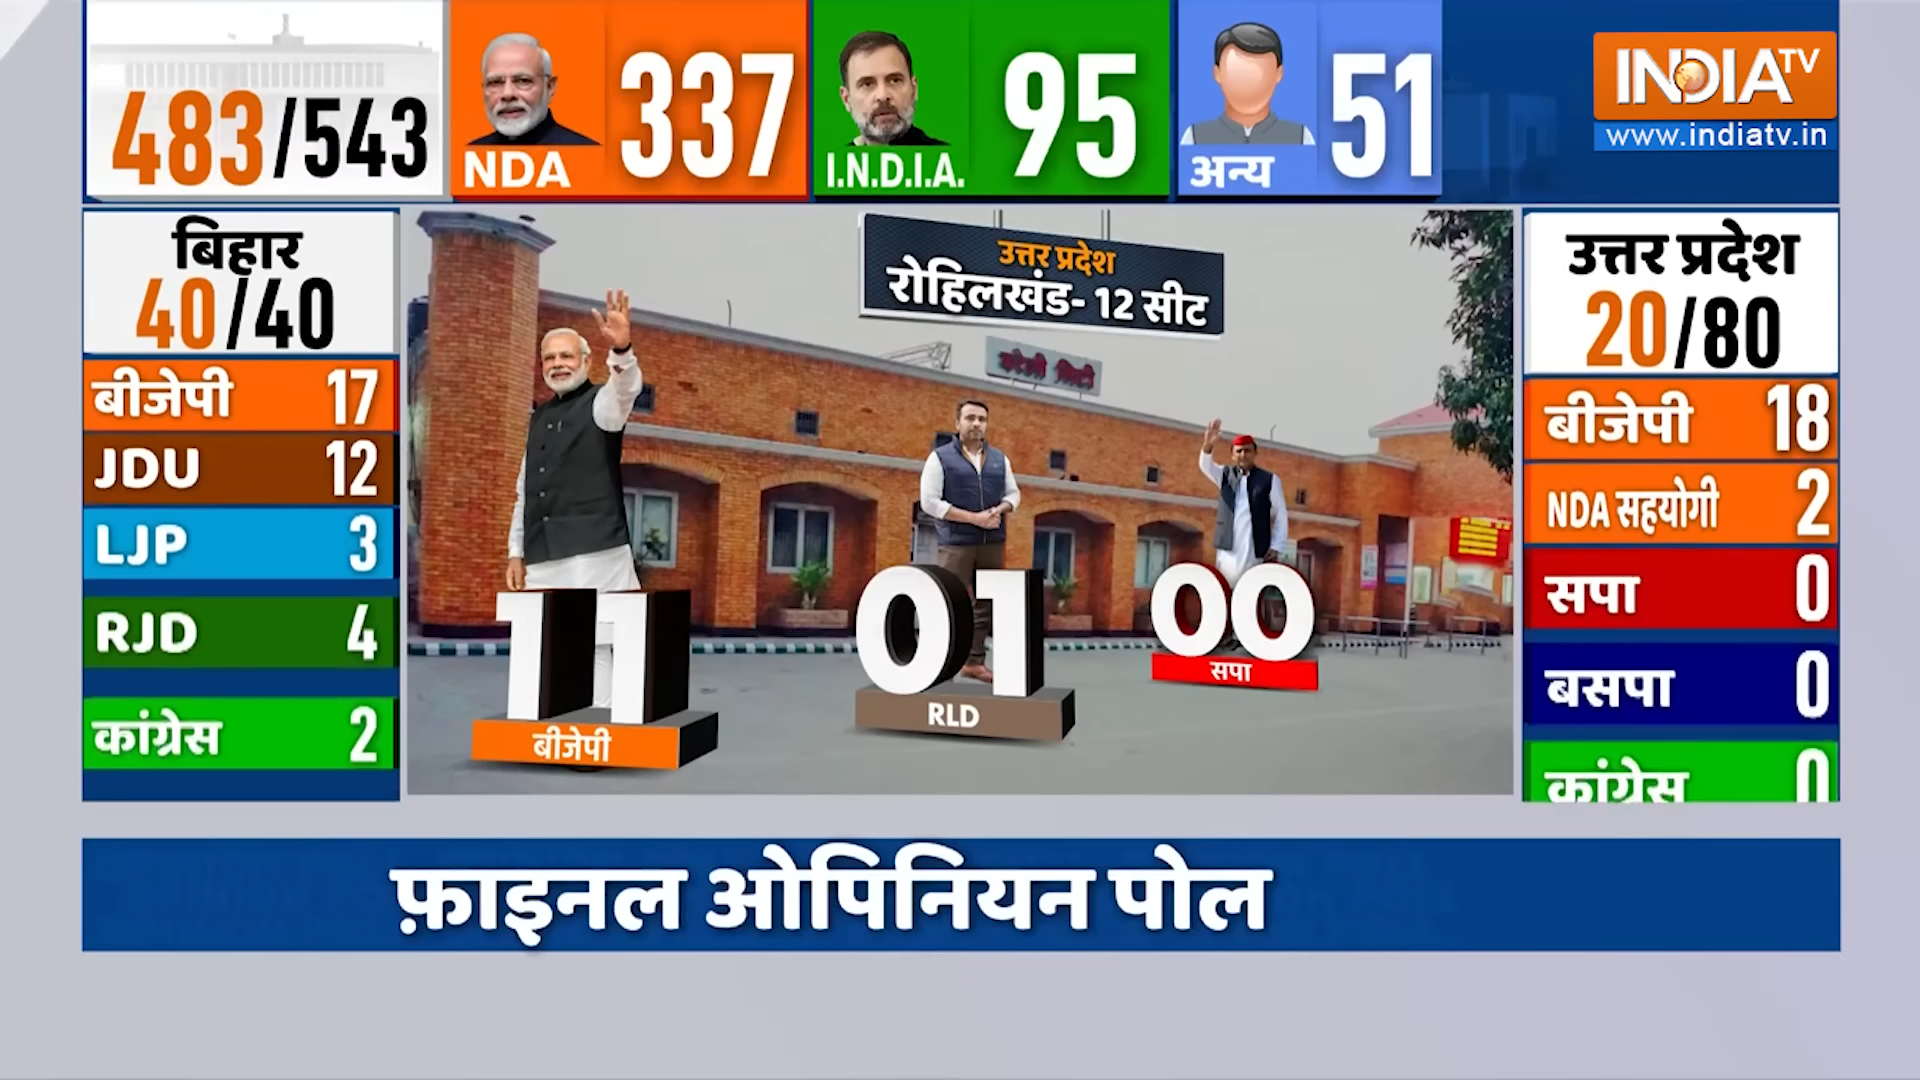 483/543
NDA 337
I.N.D.I.A. 95
अन्य 51
INDIA TV
www.indiatv.in
बिहार
40/40
बीजेपी 17
JDU 12
LJP 3
RJD 4
कांग्रेस 2
उत्तर प्रदेश
रोहिलखंड- 12 सीट
बरेली सिटी
11
बीजेपी
01
RLD
00
सपा
उत्तर प्रदेश
20/80
बीजेपी 18
NDA सहयोगी 2
सपा 0
बसपा 0
कांग्रेस 0
फ़ाइनल ओपिनियन पोल